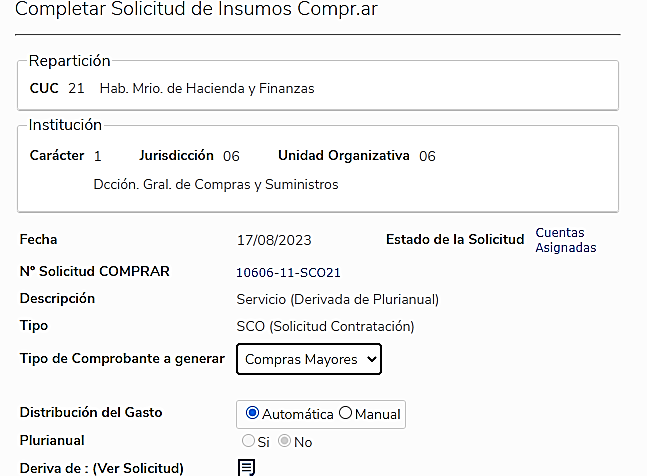 Completar Solicitud de Insumos Compr.ar
Repartición
CUC 21 Hab. Mrio. de Hacienda y Finanzas
Institución
Carácter 1 Jurisdicción 06 Unidad Organizativa 06
Dcción. Gral. de Compras y Suministros
Fecha 17/08/2023 Estado de la Solicitud Cuentas
Asignadas
Nº Solicitud COMPRAR 10606-11-SCO21
Descripción Servicio (Derivada de Plurianual)
Tipo SCO (Solicitud Contratación)
Tipo de Comprobante a generar Compras Mayores
Distribución del Gasto Automática Manual
Plurianual Si No
Deriva de : (Ver Solicitud)